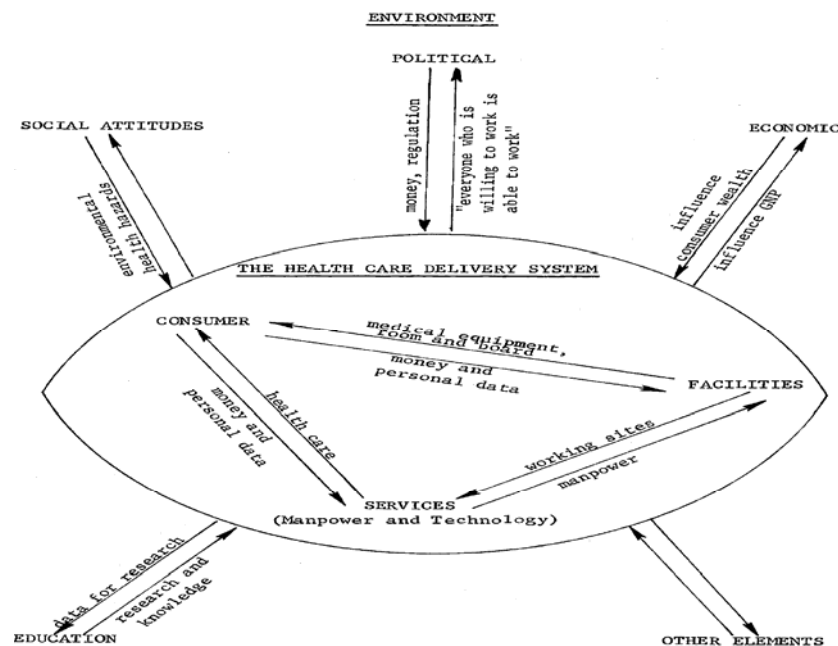 ENVIRONMENT
POLITICAL
SOCIAL ATTITUDES
ECONOMIC
money, regulation
"everyone who is
willing to work is
able to work"
environmental
health hazards
influence
consumer wealth
influence GNP
THE HEALTH CARE DELIVERY SYSTEM
CONSUMER
medical equipment,
room and board
money and
personal data
FACILITIES
money and
personal data
health care
working sites
manpower
SERVICES
(Manpower and Technology)
data for research
research and
knowledge
EDUCATION
OTHER ELEMENTS